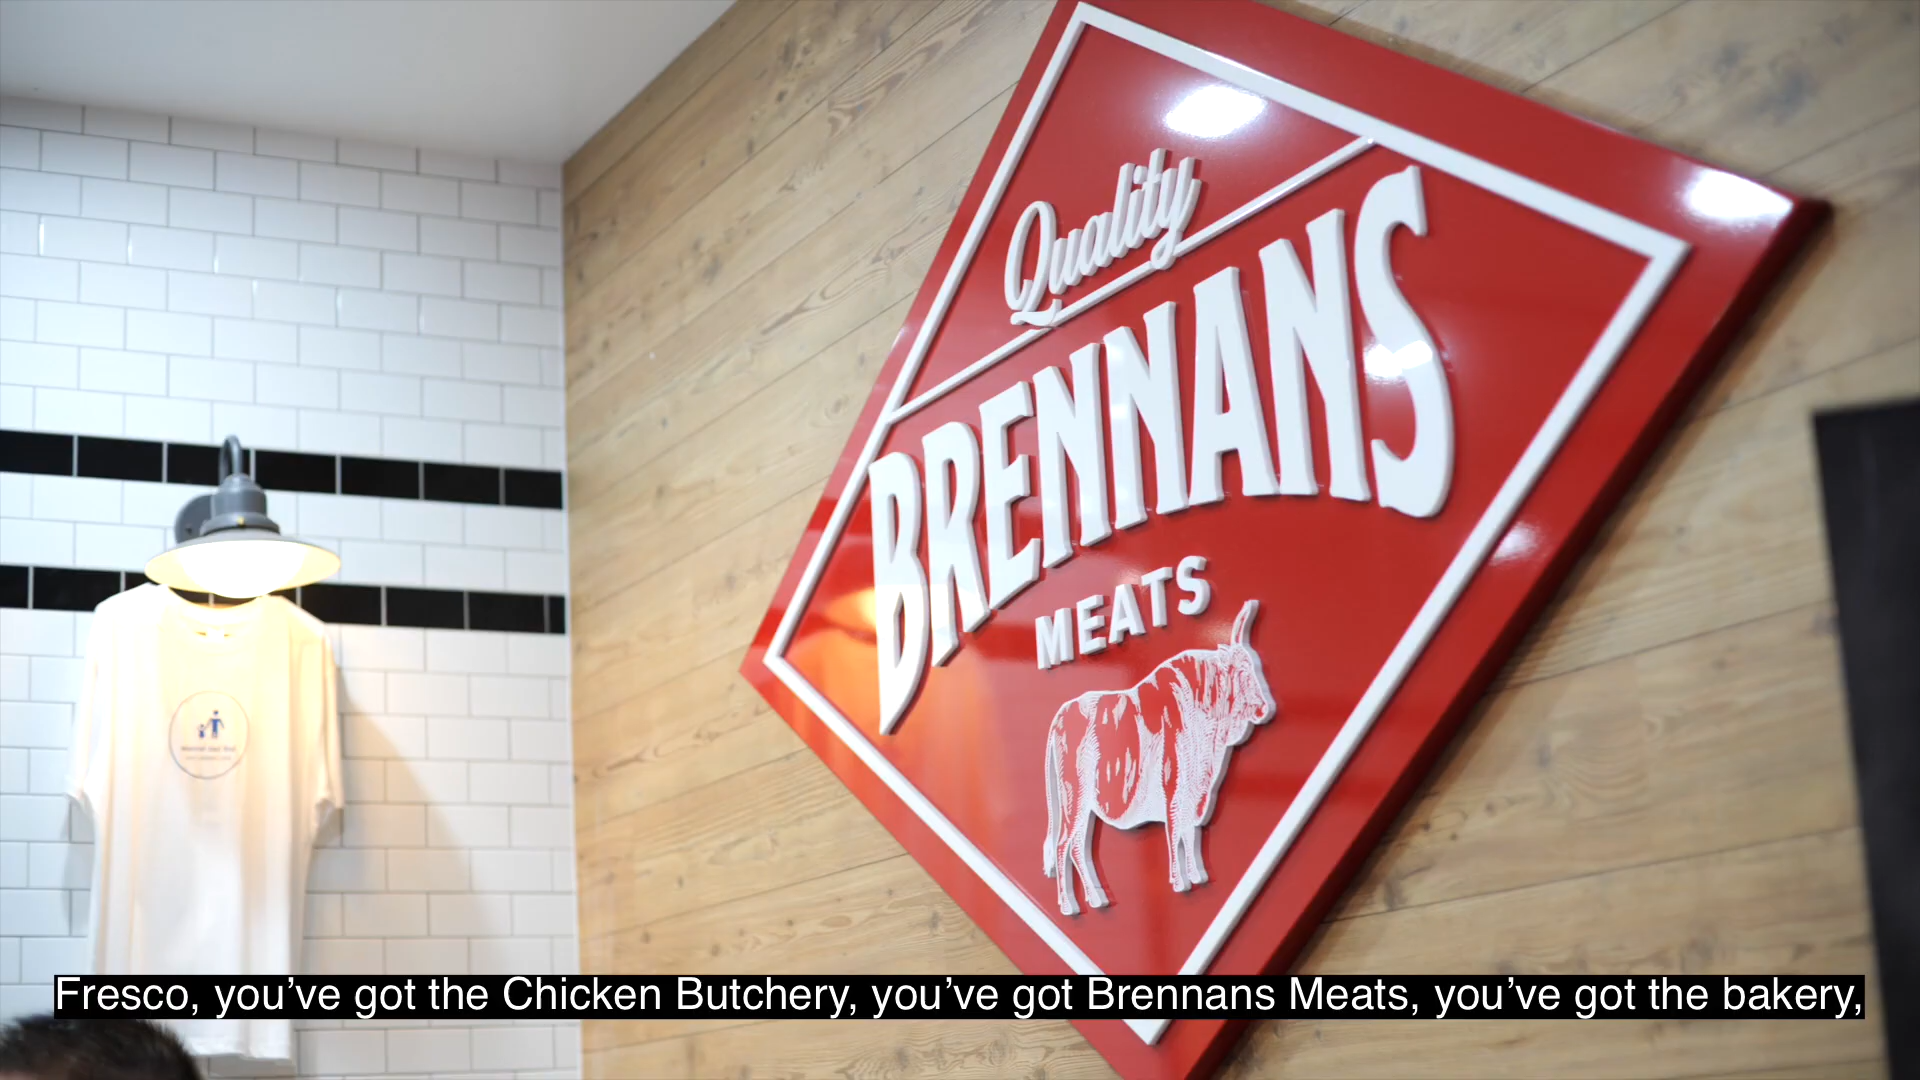 Quality
BRENNANS
MEATS
Fresco, you’ve got the Chicken Butchery, you’ve got Brennans Meats, you’ve got the bakery,